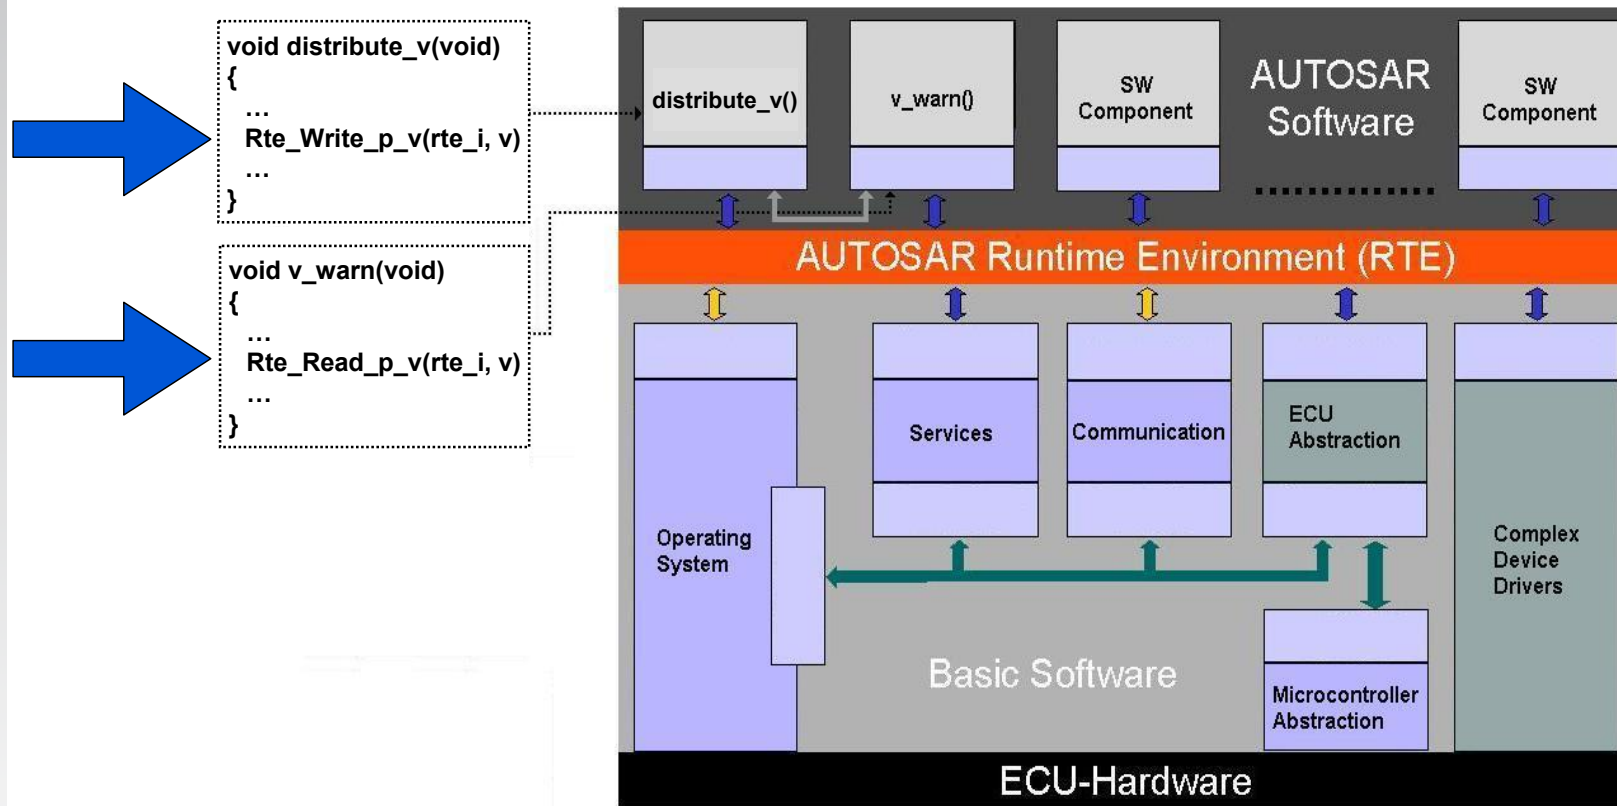 void distribute_v(void)
{
…
Rte_Write_p_v(rte_i, v)
…
}
void v_warn(void)
{
…
Rte_Read_p_v(rte_i, v)
…
}
distribute_v()
v_warn()
SW
Component
AUTOSAR
Software
SW
Component
AUTOSAR Runtime Environment (RTE)
Operating
System
Services
Communication
ECU
Abstraction
Complex
Device
Drivers
Basic Software
Microcontroller
Abstraction
ECU-Hardware